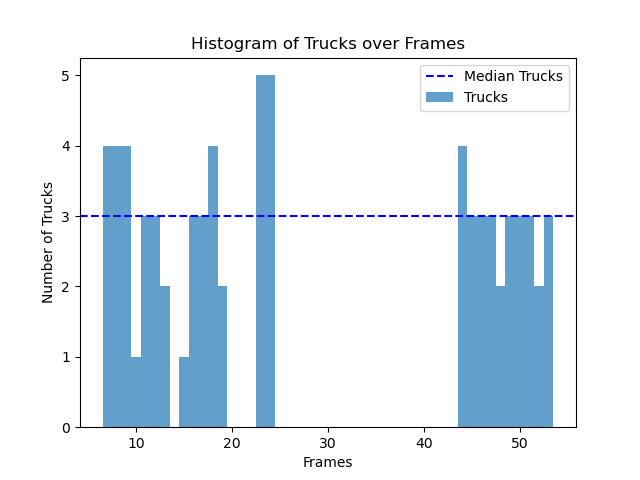 Histogram of Trucks over Frames
Median Trucks
Trucks
Number of Trucks
5
4
3
2
1
0
10 20 30 40 50
Frames